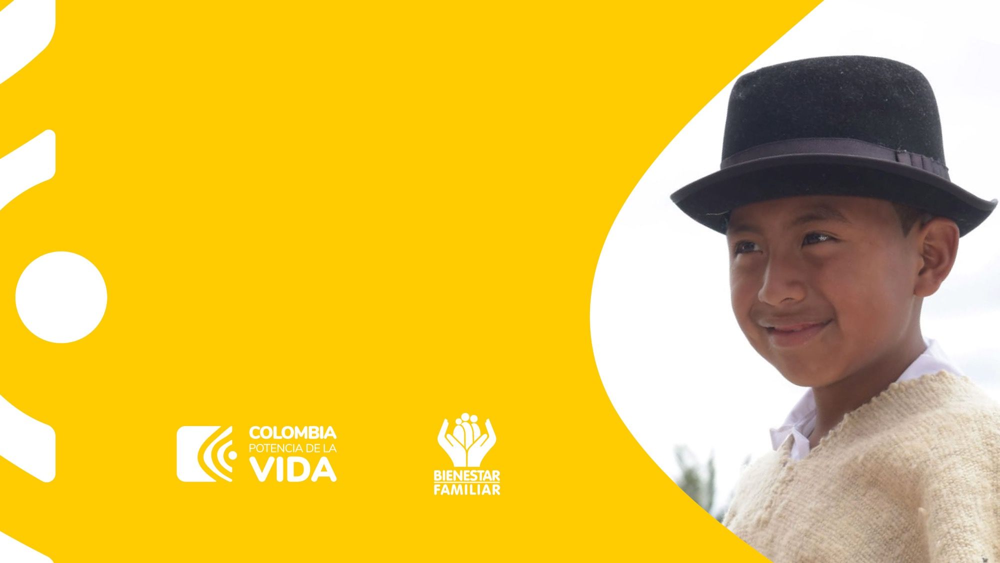 COLOMBIA
POTENCIA DE LA
VIDA
BIENESTAR
FAMILIAR